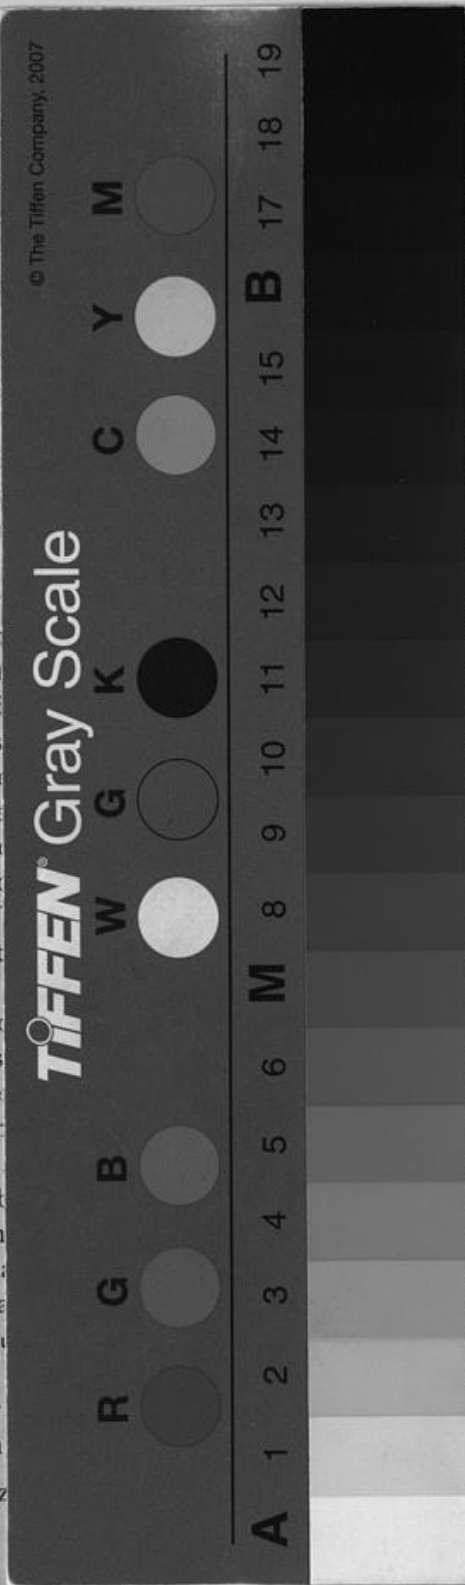 TIFFEN® Gray Scale
© The Tiffen Company, 2007
R G B W G K C Y M
A 1 2 3 4 5 6 M 8 9 10 11 12 13 14 15 B 17 18 19